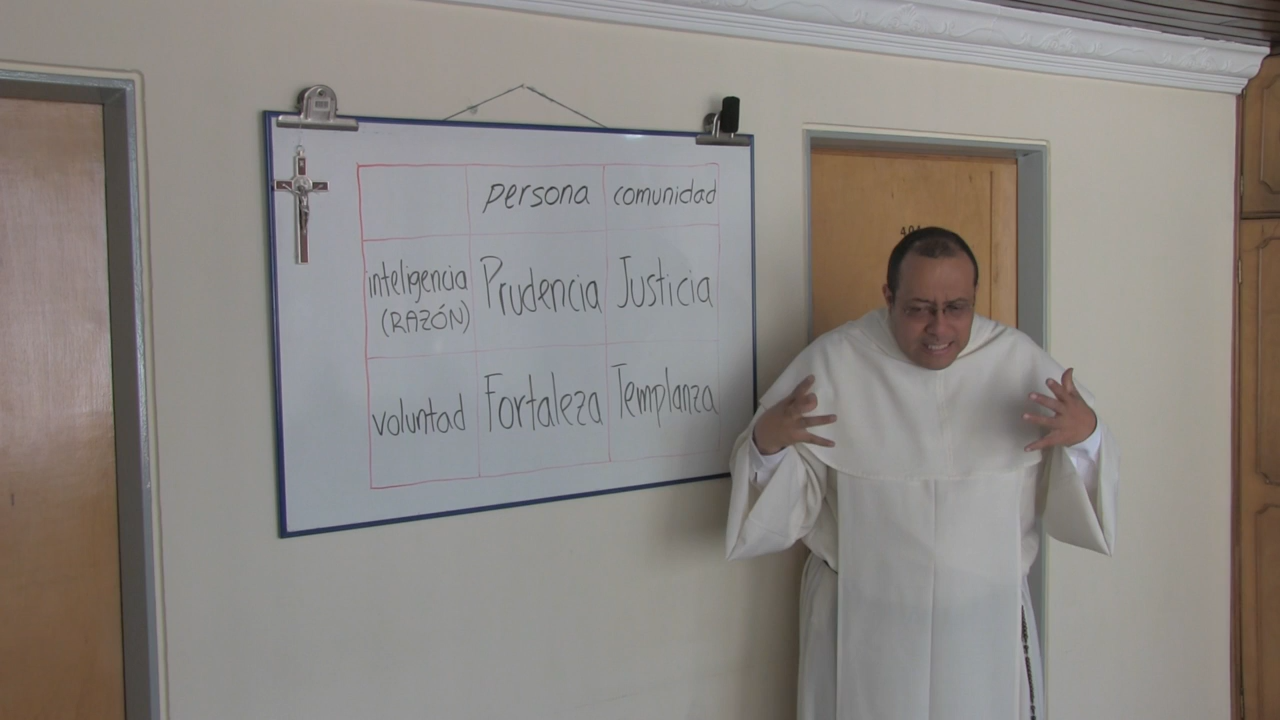 persona comunidad
inteligencia Prudencia Justicia
(RAZÓN)
voluntad Fortaleza Templanza